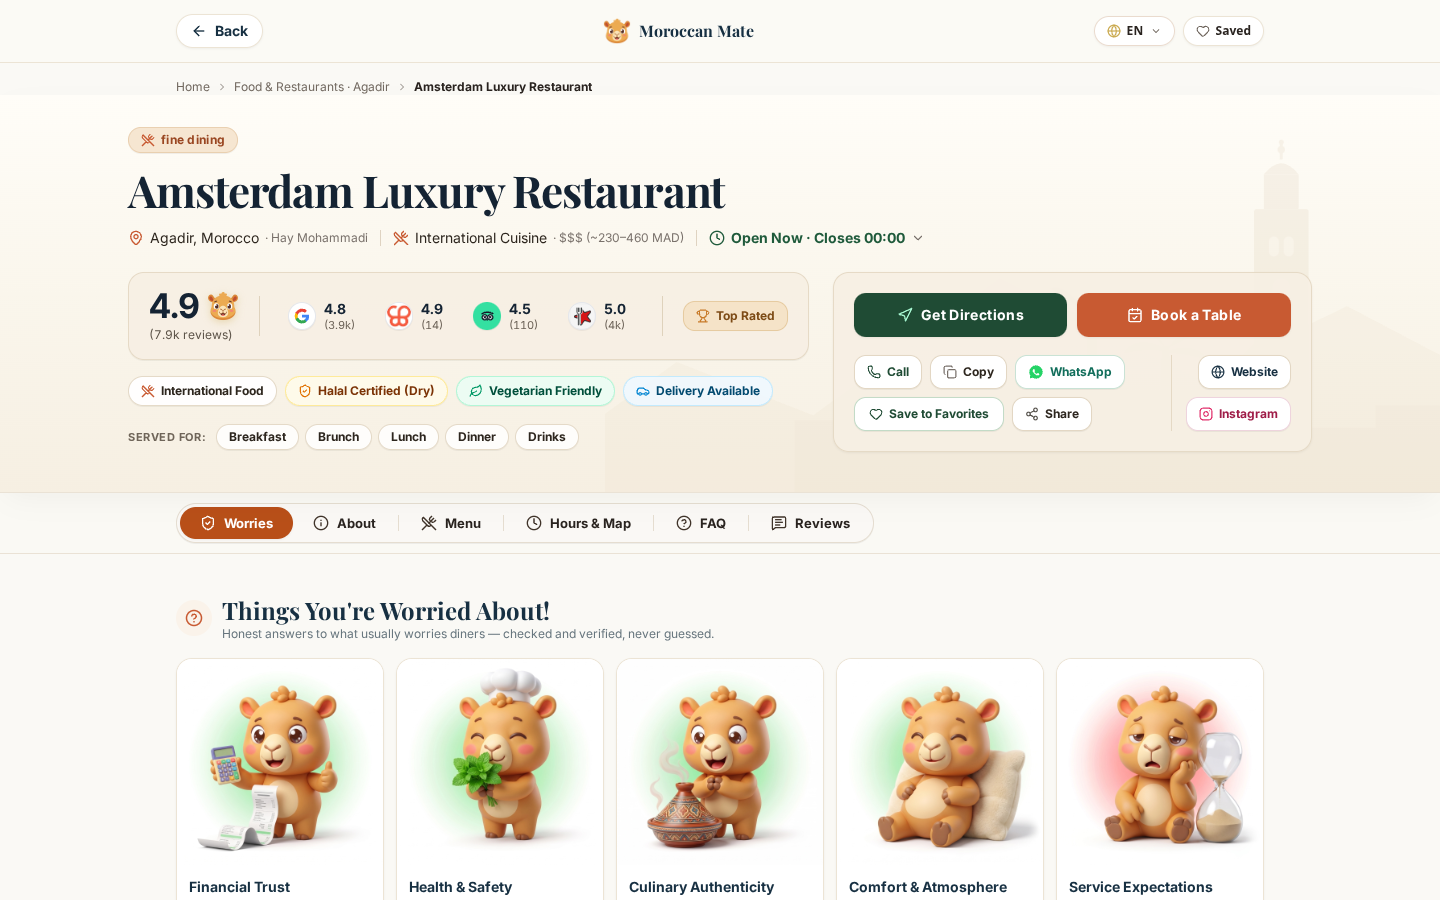 Back
Moroccan Mate
EN
Saved
Home > Food & Restaurants · Agadir > Amsterdam Luxury Restaurant
fine dining
Amsterdam Luxury Restaurant
Agadir, Morocco · Hay Mohammadi
International Cuisine · $$$ (~230–460 MAD)
Open Now · Closes 00:00
4.9
(7.9k reviews)
4.8
(3.9k)
4.9
(14)
4.5
(110)
5.0
(4k)
Top Rated
Get Directions
Book a Table
Call
Copy
WhatsApp
Website
Save to Favorites
Share
Instagram
International Food
Halal Certified (Dry)
Vegetarian Friendly
Delivery Available
SERVED FOR:
Breakfast
Brunch
Lunch
Dinner
Drinks
Worries
About
Menu
Hours & Map
FAQ
Reviews
Things You're Worried About!
Honest answers to what usually worries diners — checked and verified, never guessed.
Financial Trust
Health & Safety
Culinary Authenticity
Comfort & Atmosphere
Service Expectations